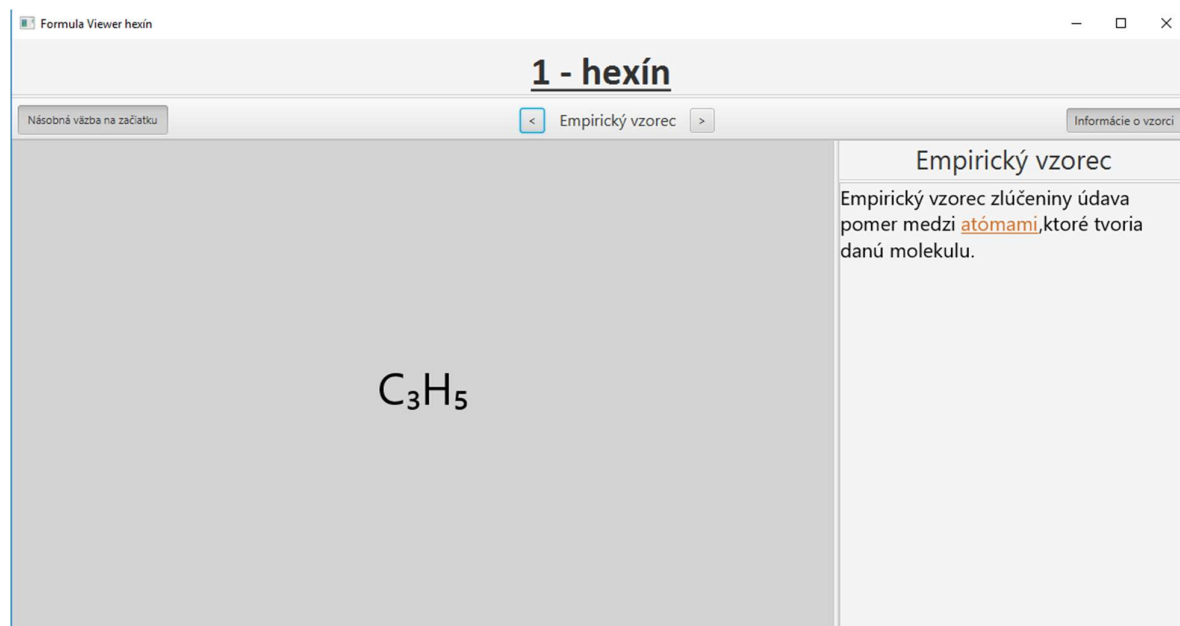 Formula Viewer hexín
1 - hexín
Násobná väzba na začiatku
< Empirický vzorec >
Informácie o vzorci
C₃H₅
Empirický vzorec
Empirický vzorec zlúčeniny údava
pomer medzi atómami,ktoré tvoria
danú molekulu.